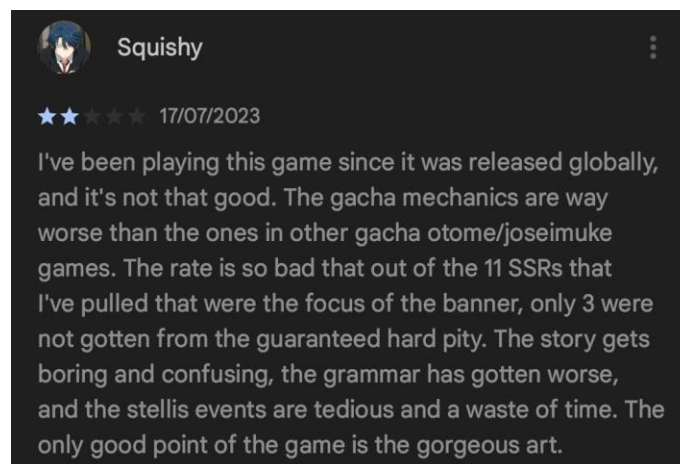 Squishy
17/07/2023
I've been playing this game since it was released globally,
and it's not that good. The gacha mechanics are way
worse than the ones in other gacha otome/joseimuke
games. The rate is so bad that out of the 11 SSRs that
I've pulled that were the focus of the banner, only 3 were
not gotten from the guaranteed hard pity. The story gets
boring and confusing, the grammar has gotten worse,
and the stellis events are tedious and a waste of time. The
only good point of the game is the gorgeous art.